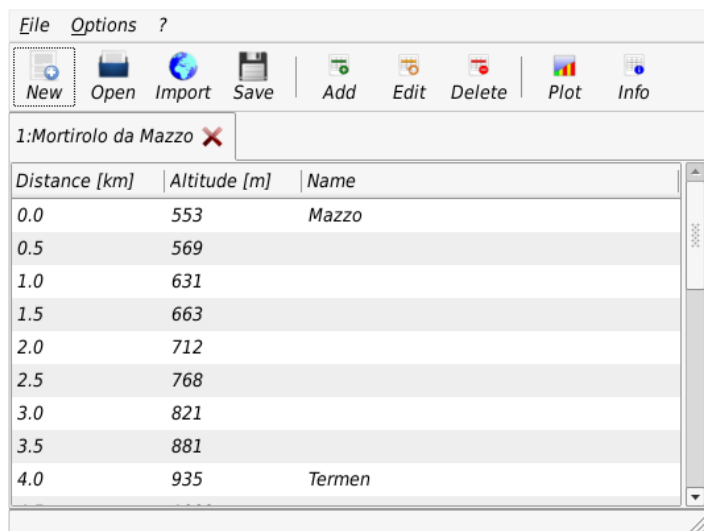 File Options ?
New Open Import Save Add Edit Delete Plot Info
1:Mortirolo da Mazzo
Distance [km] Altitude [m] Name
0.0 553 Mazzo
0.5 569
1.0 631
1.5 663
2.0 712
2.5 768
3.0 821
3.5 881
4.0 935 Termen